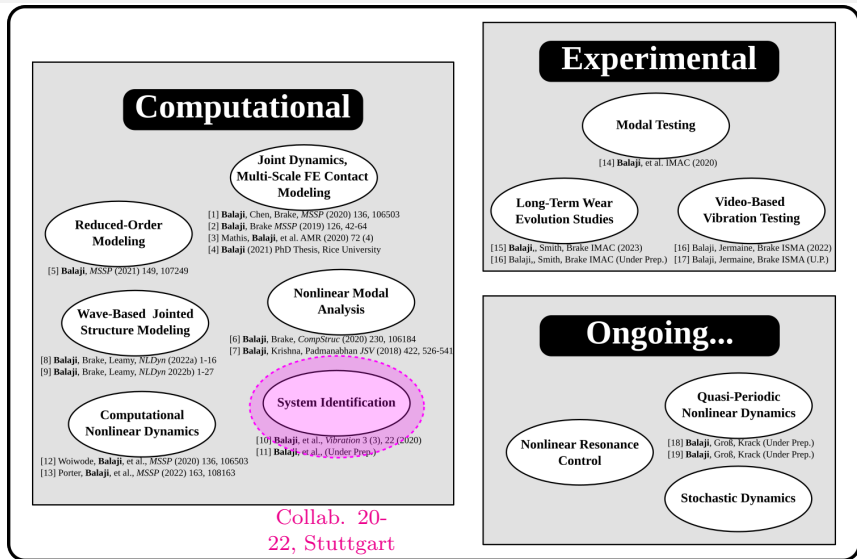 Computational
Joint Dynamics,
Multi-Scale FE Contact
Modeling
[1] Balaji, Chen, Brake, MSSP (2020) 136, 106503
[2] Balaji, Brake MSSP (2019) 126, 42-64
[3] Mathis, Balaji, et al. AMR (2020) 72 (4)
[4] Balaji (2021) PhD Thesis, Rice University
Reduced-Order
Modeling
[5] Balaji, MSSP (2021) 149, 107249
Nonlinear Modal
Analysis
[6] Balaji, Brake, CompStruc (2020) 230, 106184
[7] Balaji, Krishna, Padmanabhan JSV (2018) 422, 526-541
Wave-Based Jointed
Structure Modeling
[8] Balaji, Brake, Leamy, NLDyn (2022a) 1-16
[9] Balaji, Brake, Leamy, NLDyn 2022b) 1-27
System Identification
[10] Balaji, et al., Vibration 3 (3), 22 (2020)
[11] Balaji, et al., (Under Prep.)
Computational
Nonlinear Dynamics
[12] Woiwode, Balaji, et al., MSSP (2020) 136, 106503
[13] Porter, Balaji, et al., MSSP (2022) 163, 108163
Collab. 20-
22, Stuttgart
Experimental
Modal Testing
[14] Balaji, et al. IMAC (2020)
Long-Term Wear
Evolution Studies
[15] Balaji,, Smith, Brake IMAC (2023)
[16] Balaji,, Smith, Brake IMAC (Under Prep.)
Video-Based
Vibration Testing
[16] Balaji, Jermaine, Brake ISMA (2022)
[17] Balaji, Jermaine, Brake ISMA (U.P.)
Ongoing...
Quasi-Periodic
Nonlinear Dynamics
[18] Balaji, Groß, Krack (Under Prep.)
[19] Balaji, Groß, Krack (Under Prep.)
Nonlinear Resonance
Control
Stochastic Dynamics